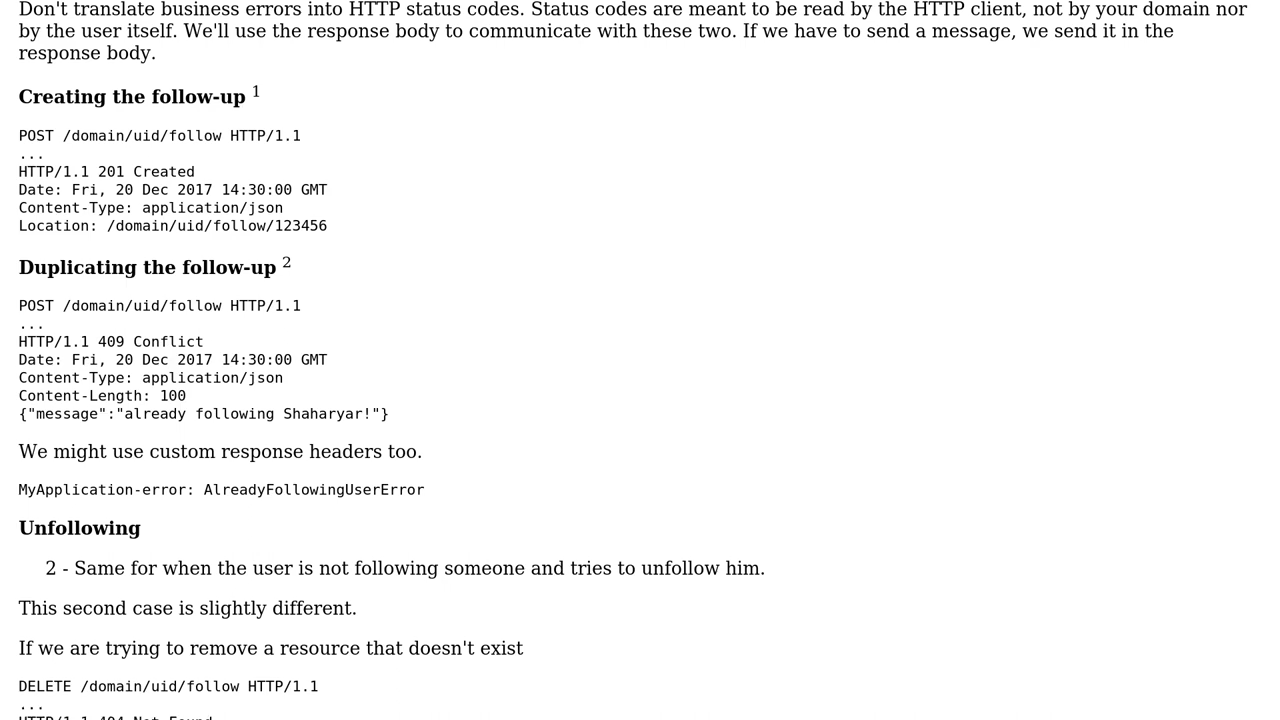 Don't translate business errors into HTTP status codes. Status codes are meant to be read by the HTTP client, not by your domain nor
by the user itself. We'll use the response body to communicate with these two. If we have to send a message, we send it in the
response body.
Creating the follow-up 1
POST /domain/uid/follow HTTP/1.1
...
HTTP/1.1 201 Created
Date: Fri, 20 Dec 2017 14:30:00 GMT
Content-Type: application/json
Location: /domain/uid/follow/123456
Duplicating the follow-up 2
POST /domain/uid/follow HTTP/1.1
...
HTTP/1.1 409 Conflict
Date: Fri, 20 Dec 2017 14:30:00 GMT
Content-Type: application/json
Content-Length: 100
{"message":"already following Shaharyar!"}
We might use custom response headers too.
MyApplication-error: AlreadyFollowingUserError
Unfollowing
2 - Same for when the user is not following someone and tries to unfollow him.
This second case is slightly different.
If we are trying to remove a resource that doesn't exist
DELETE /domain/uid/follow HTTP/1.1
...
HTTP/1.1 404 Not Found